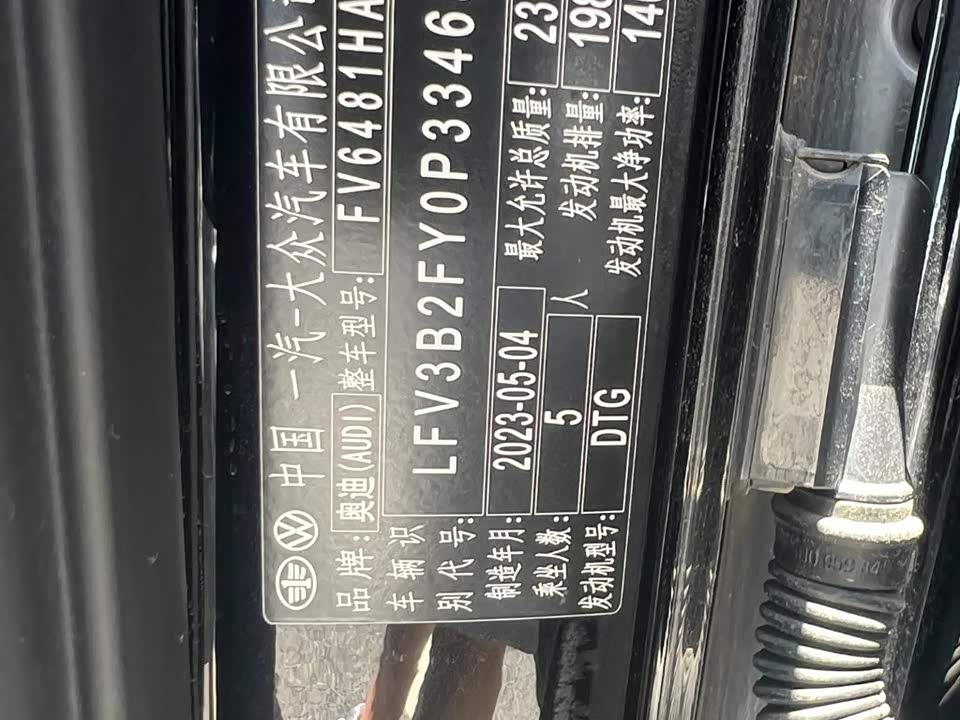 中国一汽-大众汽车有限公
品牌: 奥迪(AUDI) 整车型号: FV6481HA
车辆识别代号: LFV3B2FY0P3346
制造年月: 2023-05-04 最大允许总质量: 23
乘坐人数: 5 人 发动机排量: 198
发动机型号: DTG 发动机最大净功率: 14